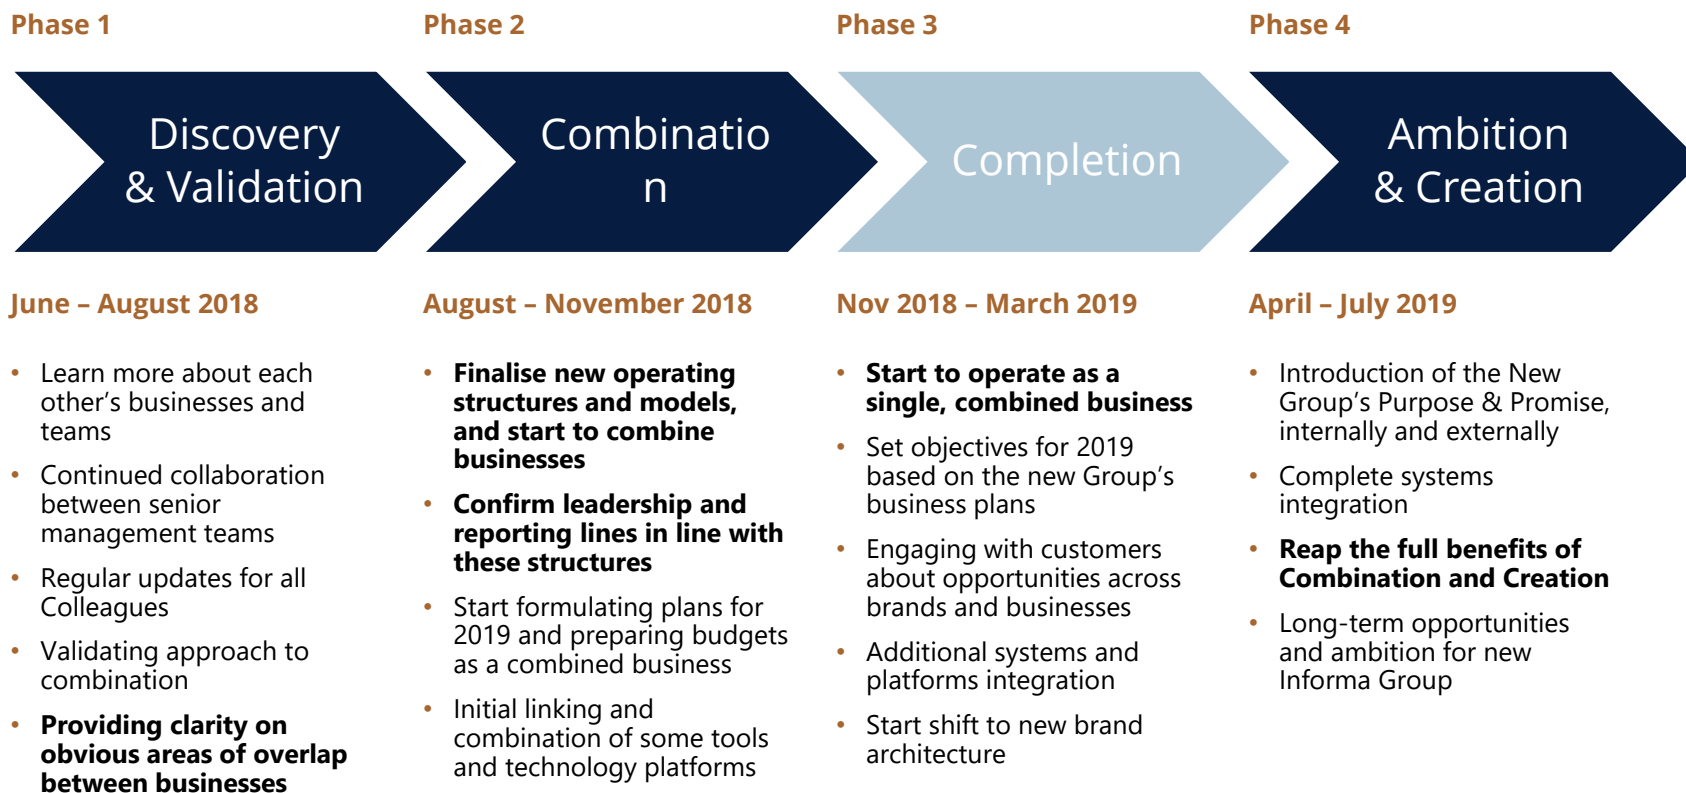 Phase 1
Discovery
& Validation
June – August 2018
• Learn more about each
other’s businesses and
teams
• Continued collaboration
between senior
management teams
• Regular updates for all
Colleagues
• Validating approach to
combination
• Providing clarity on
obvious areas of overlap
between businesses
Phase 2
Combinatio
n
August – November 2018
• Finalise new operating
structures and models,
and start to combine
businesses
• Confirm leadership and
reporting lines in line with
these structures
• Start formulating plans for
2019 and preparing budgets
as a combined business
• Initial linking and
combination of some tools
and technology platforms
Phase 3
Completion
Nov 2018 – March 2019
• Start to operate as a
single, combined business
• Set objectives for 2019
based on the new Group’s
business plans
• Engaging with customers
about opportunities across
brands and businesses
• Additional systems and
platforms integration
• Start shift to new brand
architecture
Phase 4
Ambition
& Creation
April – July 2019
• Introduction of the New
Group’s Purpose & Promise,
internally and externally
• Complete systems
integration
• Reap the full benefits of
Combination and Creation
• Long-term opportunities
and ambition for new
Informa Group